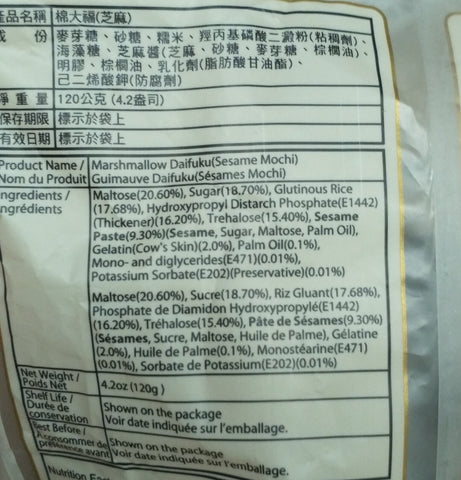 產品名稱 棉大福(芝麻)
成 份 麥芽糖、砂糖、糯米、羥丙基磷酸二澱粉(粘稠劑)、
海藻糖、芝麻醬(芝麻、砂糖、麥芽糖、棕櫚油)、
明膠、棕櫚油、乳化劑(脂肪酸甘油酯)、
己二烯酸鉀(防腐劑)
淨 重 量 120公克 (4.2盎司)
保存期限 標示於袋上
有效日期 標示於袋上
Product Name / Marshmallow Daifuku(Sesame Mochi)
Nom du Produit Guimauve Daifuku(Sésames Mochi)
Ingredients / Maltose(20.60%), Sugar(18.70%), Glutinous Rice
Ingrédients (17.68%), Hydroxypropyl Distarch Phosphate(E1442)
(Thickener)(16.20%), Trehalose(15.40%), Sesame
Paste(9.30%)(Sesame, Sugar, Maltose, Palm Oil),
Gelatin(Cow's Skin)(2.0%), Palm Oil(0.1%),
Mono- and diglycerides(E471)(0.01%),
Potassium Sorbate(E202)(Preservative)(0.01%)
Maltose(20.60%), Sucre(18.70%), Riz Gluant(17.68%),
Phosphate de Diamidon Hydroxypropylé(E1442)
(16.20%), Tréhalose(15.40%), Pâte de Sésames(9.30%)
(Sésames, Sucre, Maltose, Huile de Palme), Gélatine
(2.0%), Huile de Palme(0.1%), Monostéarine(E471)
(0.01%), Sorbate de Potassium(E202)(0.01%)
Net Weight /
Poids Net 4.2oz (120g)
Shelf Life /
Durée de Shown on the package
conservation Voir date indiquée sur l'emballage.
Best Before /
A consommer de Shown on the package
préférence avant Voir date indiquée sur l'emballage.
Nutrition